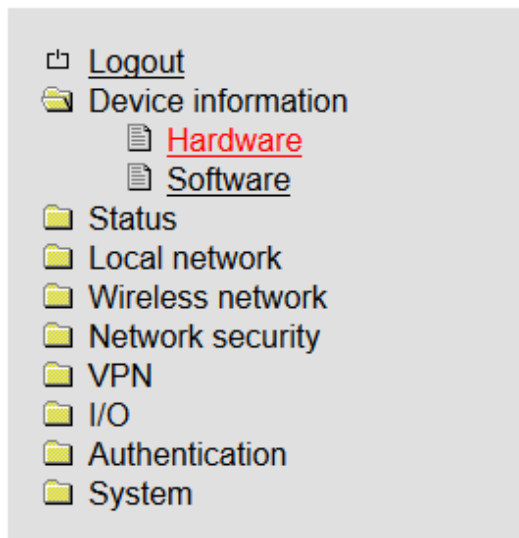 Logout
Device information
Hardware
Software
Status
Local network
Wireless network
Network security
VPN
I/O
Authentication
System